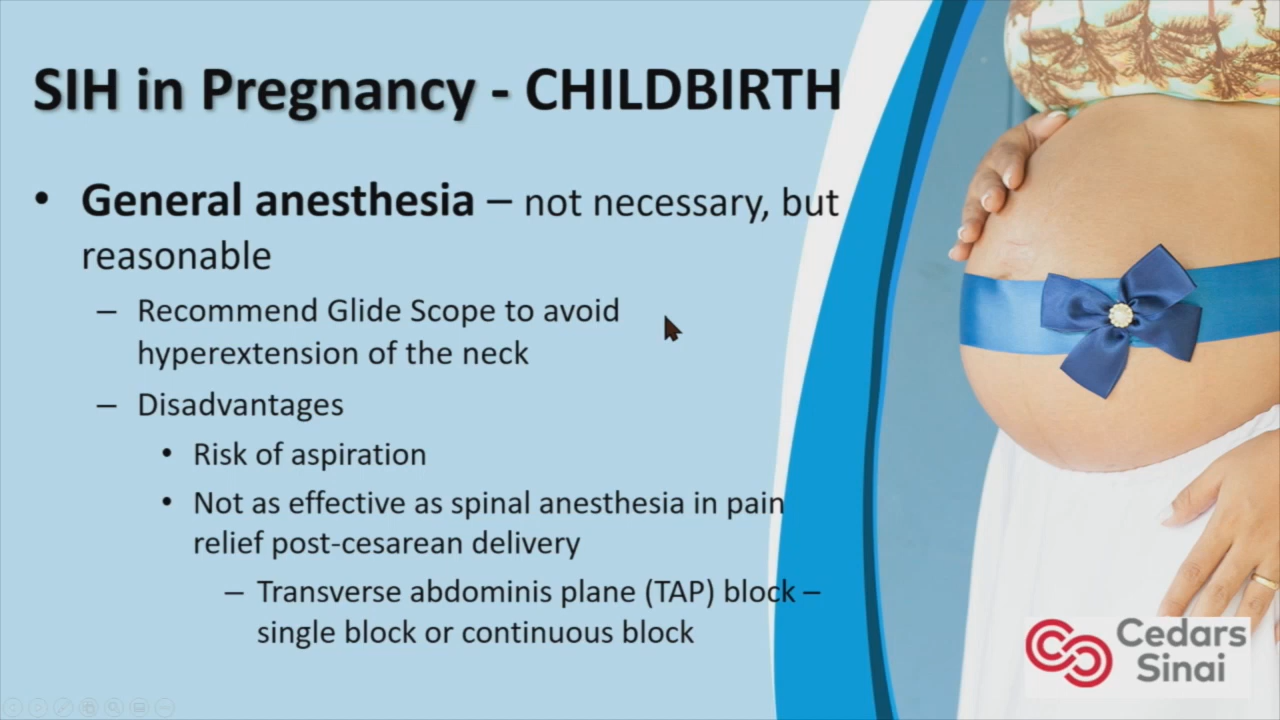 SIH in Pregnancy - CHILDBIRTH
• General anesthesia – not necessary, but
reasonable
– Recommend Glide Scope to avoid
hyperextension of the neck
– Disadvantages
• Risk of aspiration
• Not as effective as spinal anesthesia in pain
relief post-cesarean delivery
– Transverse abdominis plane (TAP) block –
single block or continuous block
Cedars
Sinai